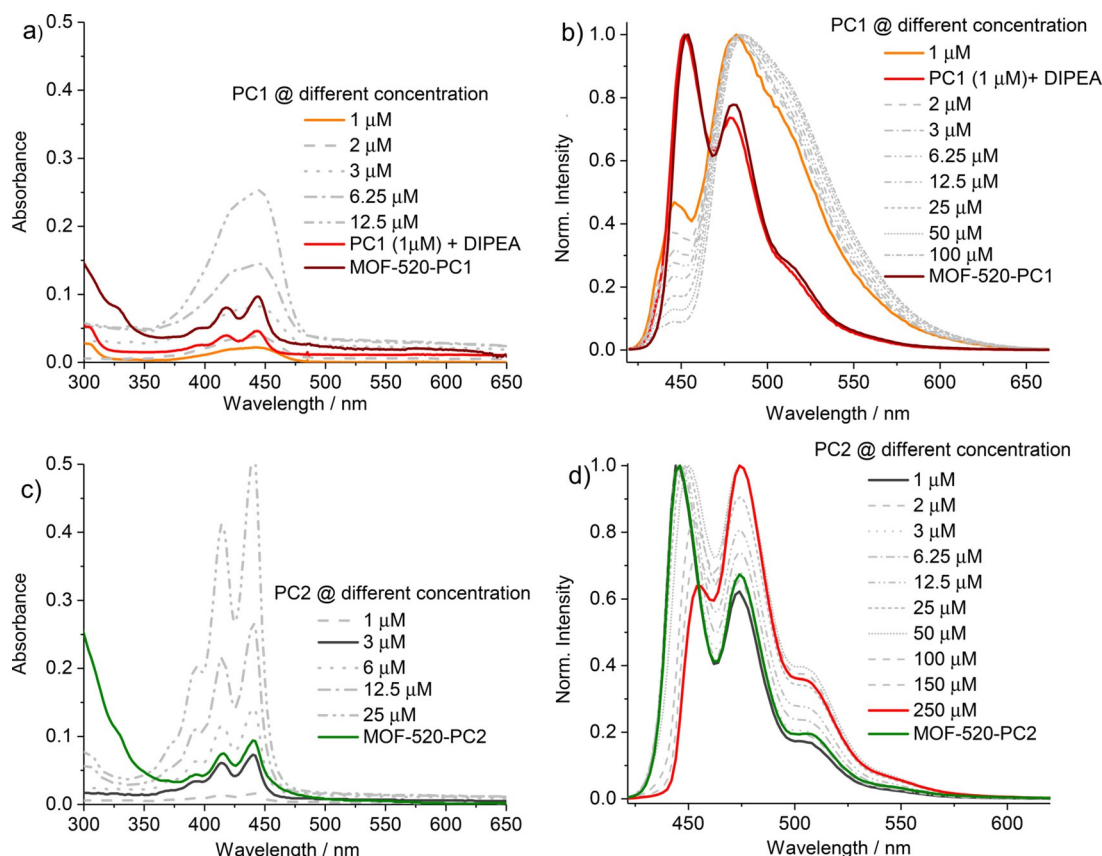 a)
PC1 @ different concentration
1 μM
2 μM
3 μM
6.25 μM
12.5 μM
PC1 (1μM) + DIPEA
MOF-520-PC1
Absorbance
0.5
0.4
0.3
0.2
0.1
0.0
300 350 400 450 500 550 600 650
Wavelength / nm
b)
PC1 @ different concentration
1 μM
PC1 (1 μM)+ DIPEA
2 μM
3 μM
6.25 μM
12.5 μM
25 μM
50 μM
100 μM
MOF-520-PC1
Norm. Intensity
1.0
0.8
0.6
0.4
0.2
0.0
450 500 550 600 650
Wavelength / nm
c)
PC2 @ different concentration
1 μM
3 μM
6 μM
12.5 μM
25 μM
MOF-520-PC2
Absorbance
0.5
0.4
0.3
0.2
0.1
0.0
300 350 400 450 500 550 600 650
Wavelength / nm
d)
PC2 @ different concentration
1 μM
2 μM
3 μM
6.25 μM
12.5 μM
25 μM
50 μM
100 μM
150 μM
250 μM
MOF-520-PC2
Norm. Intensity
1.0
0.8
0.6
0.4
0.2
0.0
450 500 550 600
Wavelength / nm